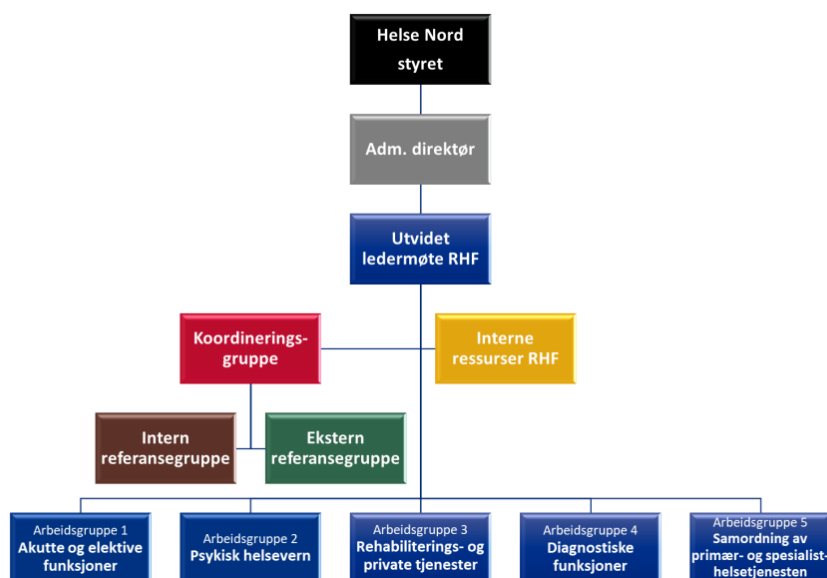 Helse Nord
styret
Adm. direktør
Utvidet
ledermøte RHF
Koordinerings-
gruppe
Interne
ressurser RHF
Intern
referansegruppe
Ekstern
referansegruppe
Arbeidsgruppe 1
Akutte og elektive
funksjoner
Arbeidsgruppe 2
Psykisk helsevern
Arbeidsgruppe 3
Rehabiliterings- og
private tjenester
Arbeidsgruppe 4
Diagnostiske
funksjoner
Arbeidsgruppe 5
Samordning av
primær- og spesialist-
helsetjenesten